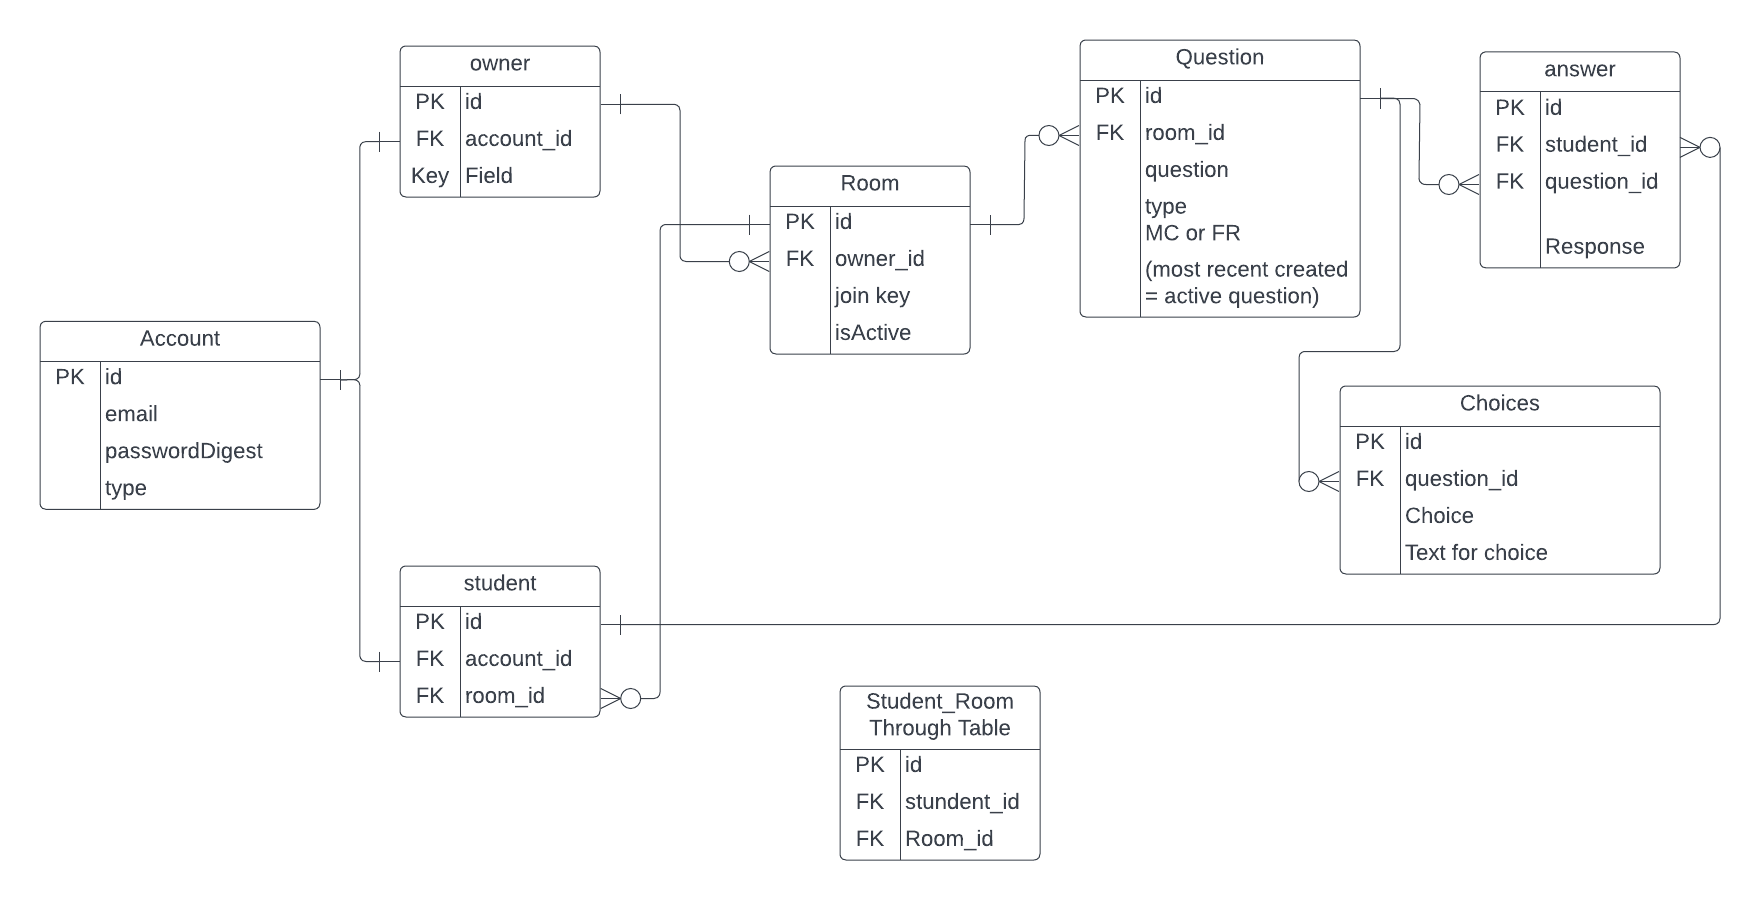 owner
PK id
FK account_id
Key Field
Question
PK id
FK room_id
question
type
MC or FR
(most recent created
= active question)
answer
PK id
FK student_id
FK question_id
Response
Room
PK id
FK owner_id
join key
isActive
Account
PK id
email
passwordDigest
type
Choices
PK id
FK question_id
Choice
Text for choice
student
PK id
FK account_id
FK room_id
Student_Room
Through Table
PK id
FK stundent_id
FK Room_id